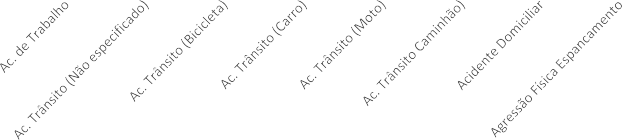 Ac. de Trabalho
Ac. Trânsito (Não especificado)
Ac. Trânsito (Bicicleta)
Ac. Trânsito (Carro)
Ac. Trânsito (Moto)
Ac. Trânsito Caminhão)
Acidente Domiciliar
Agressão Fisica Espancamento